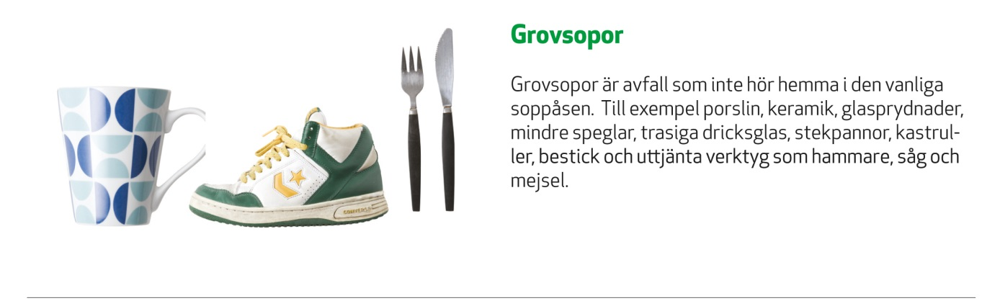 Grovsopor
Grovsopor är avfall som inte hör hemma i den vanliga
soppåsen. Till exempel porslin, keramik, glasprydnader,
mindre speglar, trasiga dricksglas, stekpannor, kastrul-
ler, bestick och uttjänta verktyg som hammare, såg och
mejsel.
CONVERSE